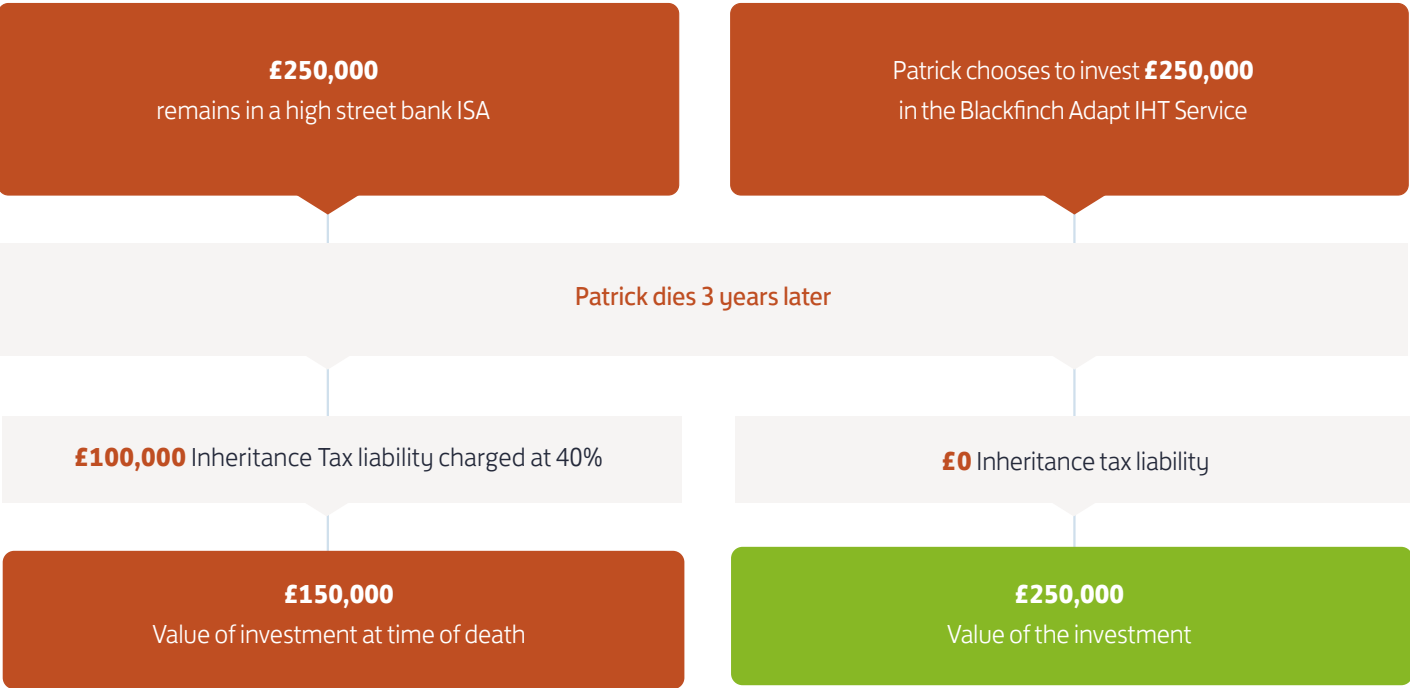 £250,000
remains in a high street bank ISA
Patrick chooses to invest £250,000
in the Blackfinch Adapt IHT Service
Patrick dies 3 years later
£100,000 Inheritance Tax liability charged at 40%
£0 Inheritance tax liability
£150,000
Value of investment at time of death
£250,000
Value of the investment